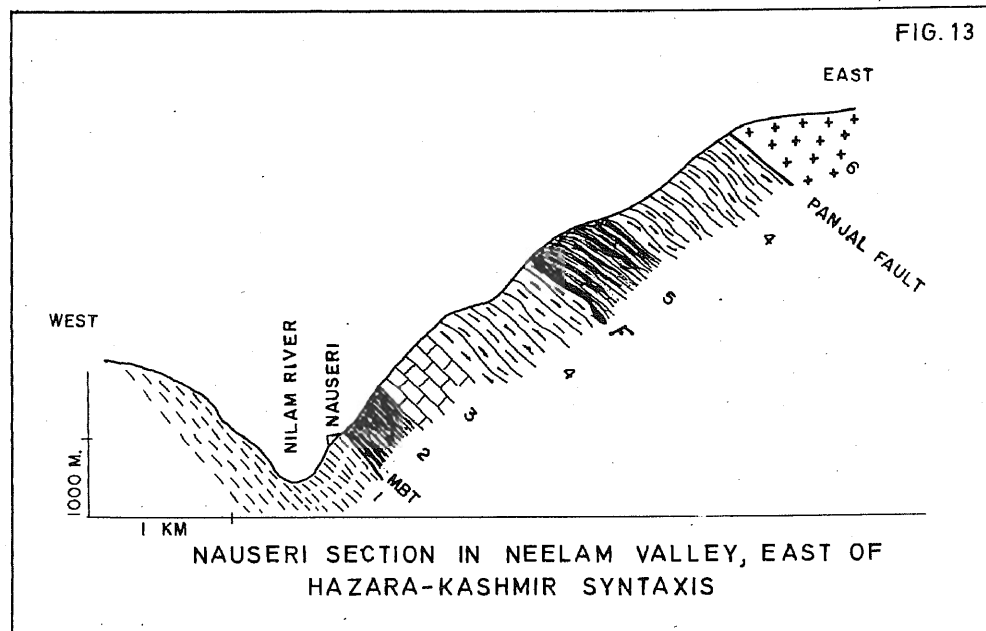 FIG. 13
EAST
6
PANJAL FAULT
4
5
F
4
3
2
MBT
1
WEST
NILAM RIVER
NAUSERI
1000 M.
1 KM
NAUSERI SECTION IN NEELAM VALLEY, EAST OF
HAZARA-KASHMIR SYNTAXIS